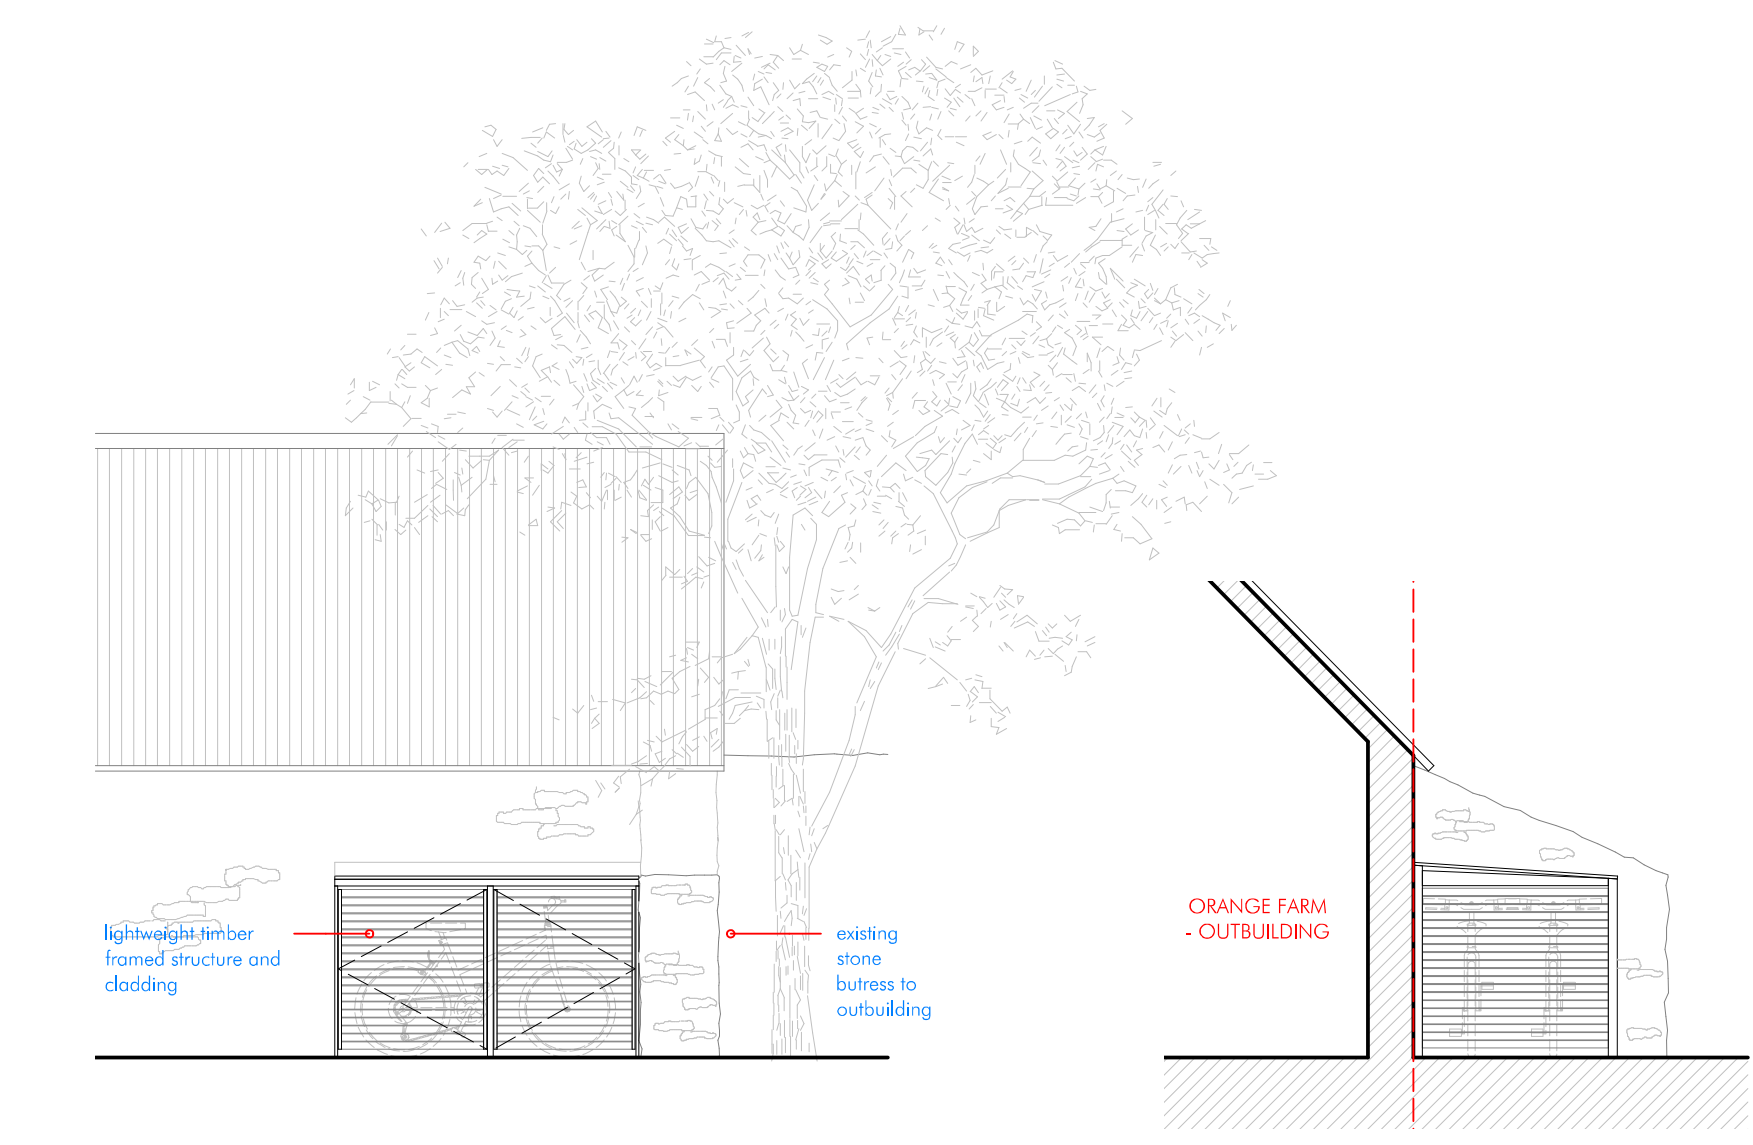 lightweight timber
framed structure and
cladding
existing
stone
butress to
outbuilding
ORANGE FARM
- OUTBUILDING